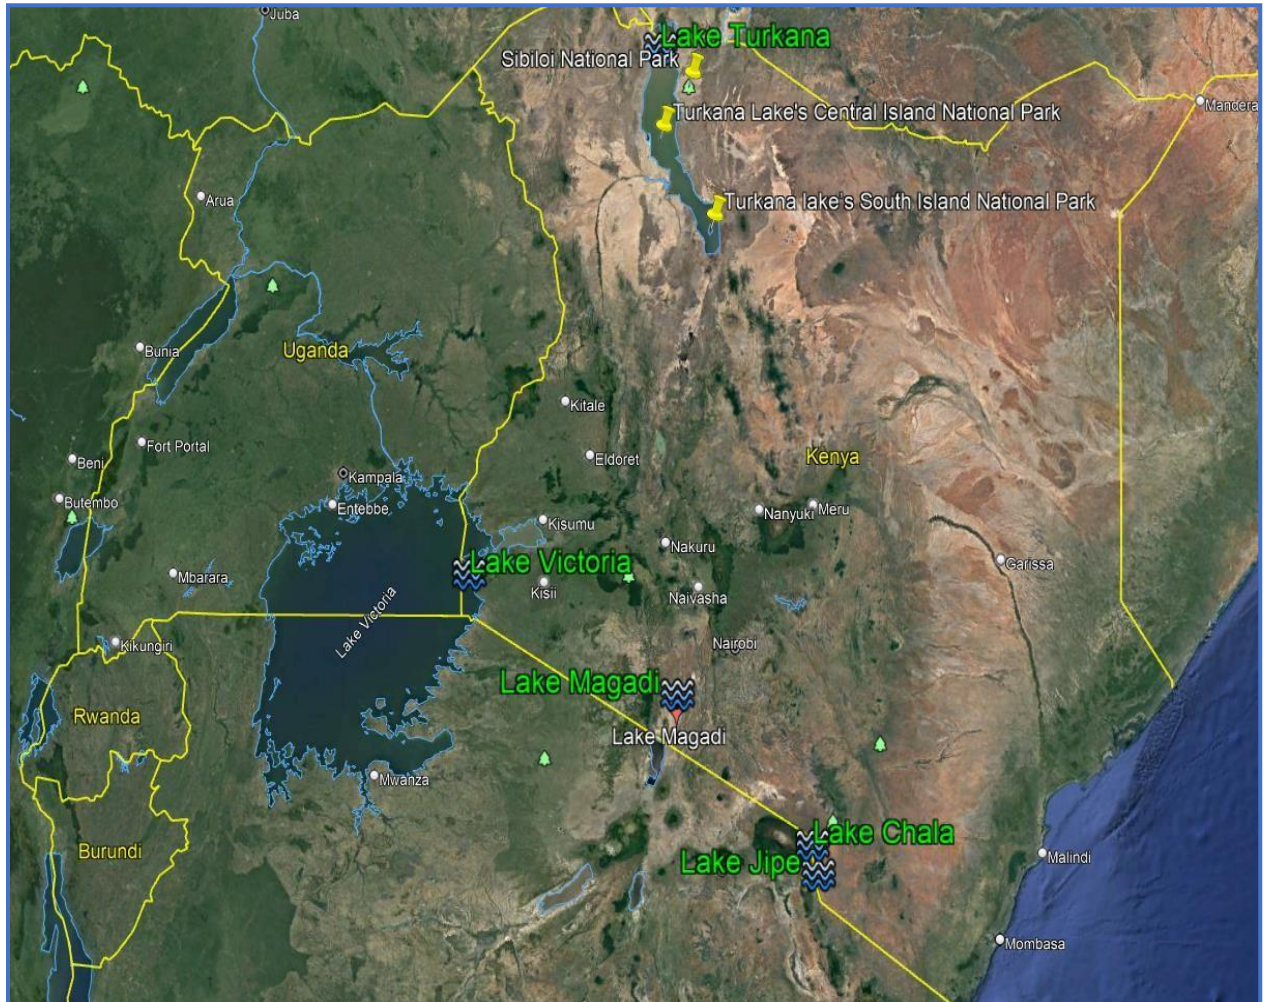 Juba
Lake Turkana
Sibiloi National Park
Mandera
Turkana Lake's Central Island National Park
Arua
Turkana lake's South Island National Park
Bunia
Uganda
Kitale
Fort Portal
Eldoret
Kenya
Beni
Kampala
Butembo
Entebbe
Nanyuki
Meru
Kisumu
Nakuru
Lake Victoria
Garissa
Mbarara
Kisii
Naivasha
Lake Victoria
Kikungiri
Nairobi
Lake Magadi
Rwanda
Lake Magadi
Mwanza
Lake Chala
Burundi
Lake Jipe
Malindi
Mombasa